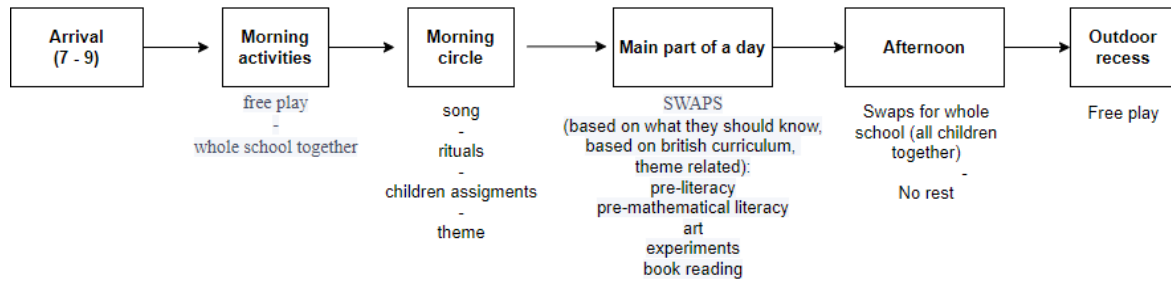 Arrival
(7 - 9)
Morning
activities
free play
-
whole school together
Morning
circle
song
-
rituals
-
children assigments
-
theme
Main part of a day
SWAPS
(based on what they should know,
based on british curriculum,
theme related):
pre-literacy
pre-mathematical literacy
art
experiments
book reading
Afternoon
Swaps for whole
school (all children
together)
-
No rest
Outdoor
recess
Free play